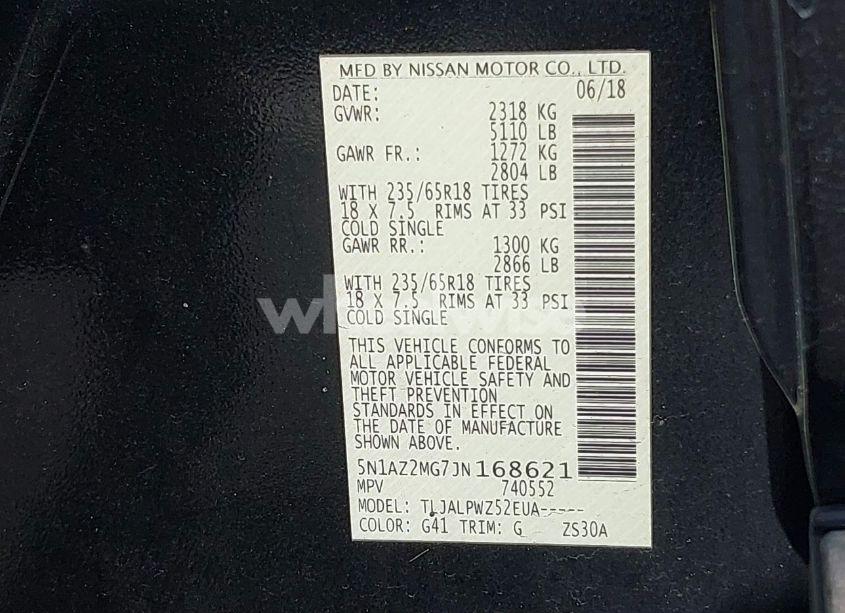 MFD BY NISSAN MOTOR CO., LTD.
DATE: 06/18
GVWR: 2318 KG
5110 LB
GAWR FR.: 1272 KG
2804 LB
WITH 235/65R18 TIRES
18 X 7.5 RIMS AT 33 PSI
COLD SINGLE
GAWR RR.: 1300 KG
2866 LB
WITH 235/65R18 TIRES
18 X 7.5 RIMS AT 33 PSI
COLD SINGLE
THIS VEHICLE CONFORMS TO
ALL APPLICABLE FEDERAL
MOTOR VEHICLE SAFETY AND
THEFT PREVENTION
STANDARDS IN EFFECT ON
THE DATE OF MANUFACTURE
SHOWN ABOVE.
5N1AZ2MG7JN168621
MPV 740552
MODEL: TLJALPWZ52EUA-----
COLOR: G41 TRIM: G ZS30A